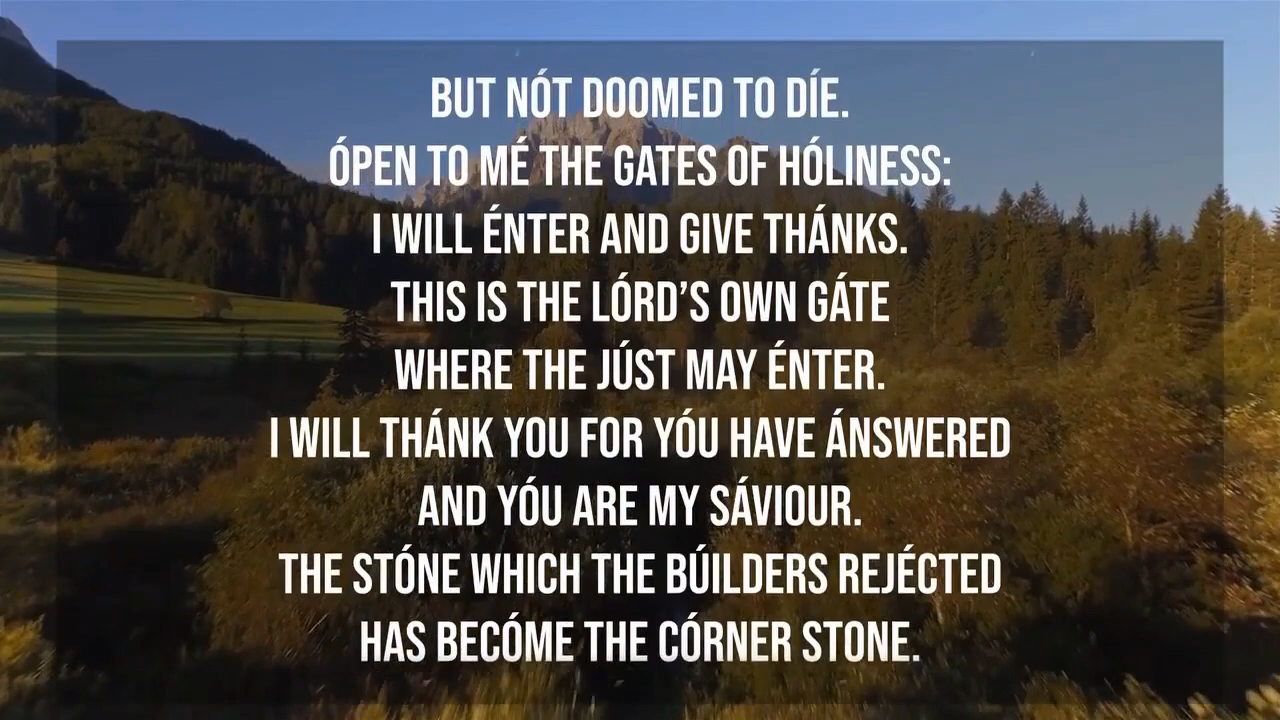 BUT NÓT DOOMED TO DÍE.
ÓPEN TO MÉ THE GATES OF HÓLINESS:
I WILL ÉNTER AND GIVE THÁNKS.
THIS IS THE LÓRD’S OWN GÁTE
WHERE THE JÚST MAY ÉNTER.
I WILL THÁNK YOU FOR YÓU HAVE ÁNSWERED
AND YÓU ARE MY SÁVIOUR.
THE STÓNE WHICH THE BÚILDERS REJÉCTED
HAS BECÓME THE CÓRNER STONE.